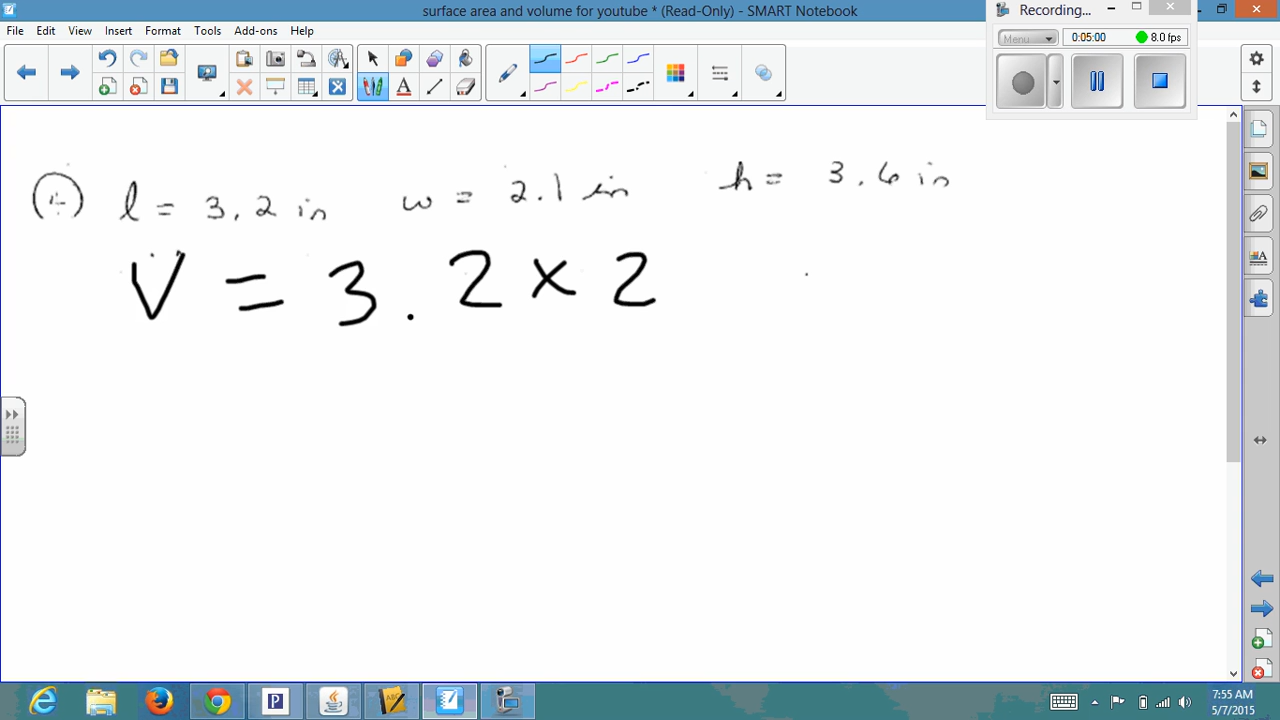 surface area and volume for youtube * (Read-Only) - SMART Notebook
Recording...
File Edit View Insert Format Tools Add-ons Help
Menu 0:05:00 8.0 fps
l = 3.2 in w = 2.1 in h = 3.6 in
V = 3.2 x 2
7:55 AM
5/7/2015